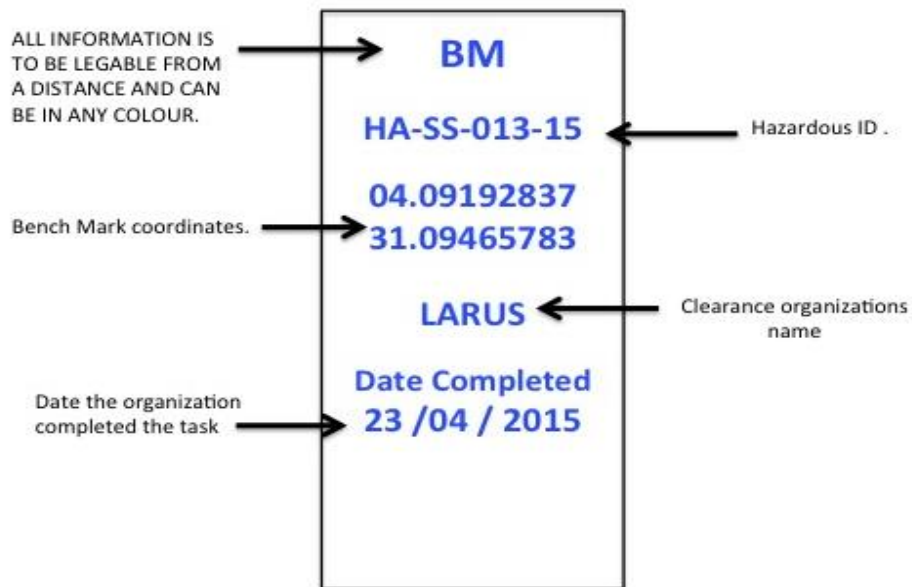 ALL INFORMATION IS
TO BE LEGABLE FROM
A DISTANCE AND CAN
BE IN ANY COLOUR.
BM
HA-SS-013-15
Hazardous ID .
04.09192837
31.09465783
Bench Mark coordinates.
LARUS
Clearance organizations
name
Date Completed
23 /04 / 2015
Date the organization
completed the task